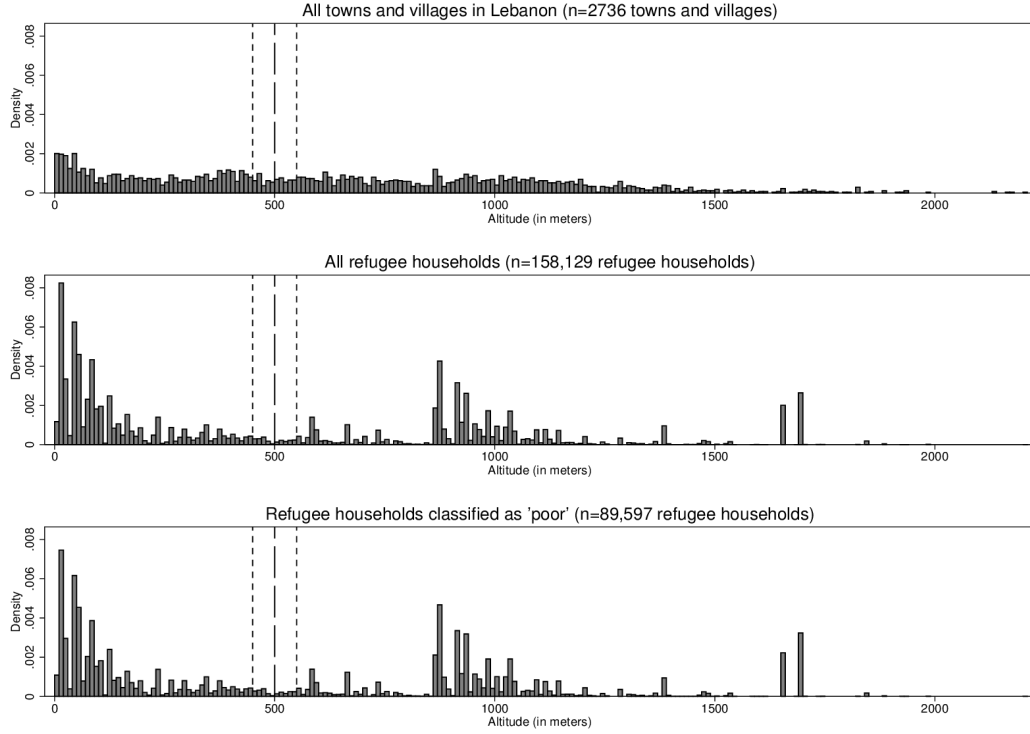 All towns and villages in Lebanon (n=2736 towns and villages)
Density
.008
.006
.004
.002
0
0 500 1000 1500 2000
Altitude (in meters)
All refugee households (n=158,129 refugee households)
Density
.008
.006
.004
.002
0
0 500 1000 1500 2000
Altitude (in meters)
Refugee households classified as 'poor' (n=89,597 refugee households)
Density
.008
.006
.004
.002
0
0 500 1000 1500 2000
Altitude (in meters)